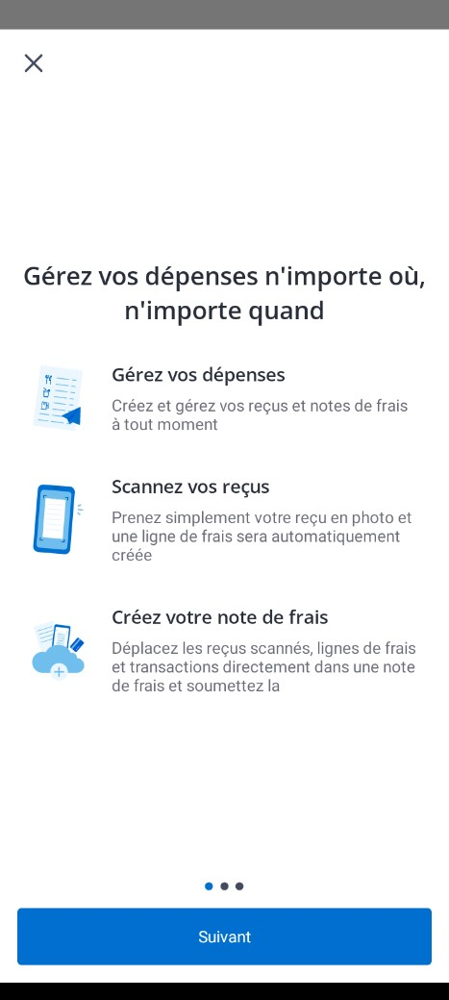 Gérez vos dépenses n'importe où,
n'importe quand
Gérez vos dépenses
Créez et gérez vos reçus et notes de frais
à tout moment
Scannez vos reçus
Prenez simplement votre reçu en photo et
une ligne de frais sera automatiquement
créée
Créez votre note de frais
Déplacez les reçus scannés, lignes de frais
et transactions directement dans une note
de frais et soumettez la
Suivant